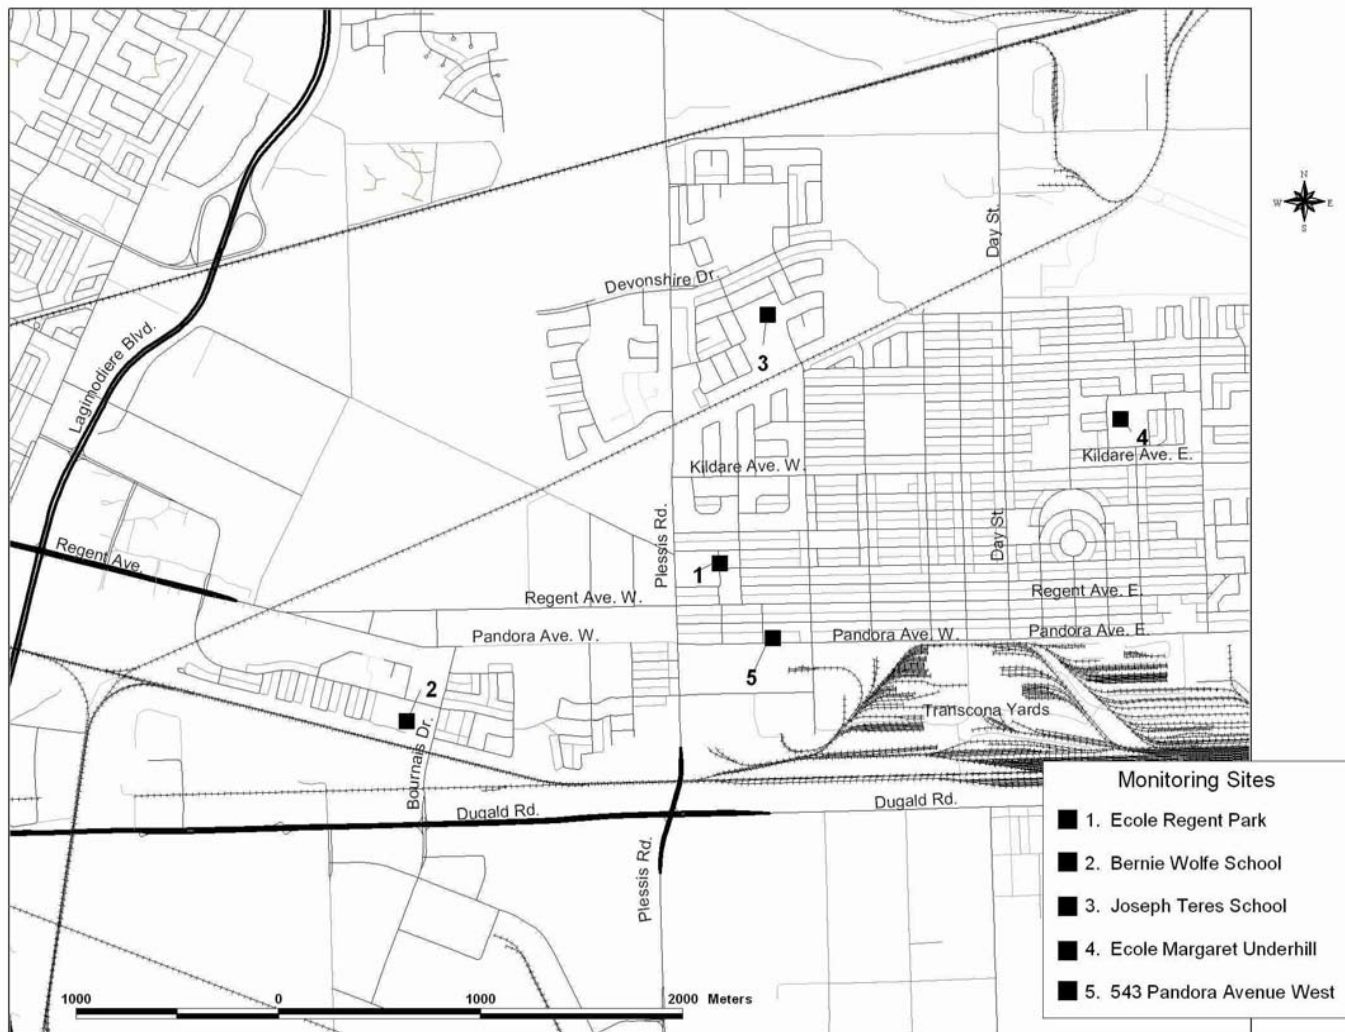 N
W E
S
Day St.
Devonshire Dr.
Lagimodiere Blvd.
3
4
Kildare Ave. W.
Kildare Ave. E.
Plessis Rd.
Day St.
Regent Ave.
1
Regent Ave. W.
Regent Ave. E.
Pandora Ave. W.
Pandora Ave. W.
Pandora Ave. E.
5
2
Transcona Yards
Bournais Dr.
Dugald Rd.
Dugald Rd.
Plessis Rd.
Monitoring Sites
1. Ecole Regent Park
2. Bernie Wolfe School
3. Joseph Teres School
4. Ecole Margaret Underhill
5. 543 Pandora Avenue West
1000 0 1000 2000 Meters